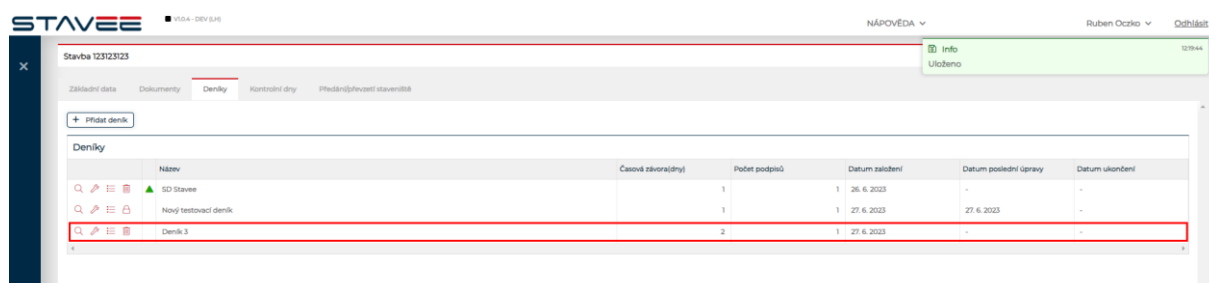 STAVEE
V1.0.4 - DEV (LH)
NÁPOVĚDA
Ruben Oczko
Odhlásit
Stavba 123123123
Info
12:19:44
Uloženo
Základní data
Dokumenty
Deníky
Kontrolní dny
Předání/převzetí staveniště
+ Přidat deník
Deníky
Název
Časová závora(dny)
Počet podpisů
Datum založení
Datum poslední úpravy
Datum ukončení
SD Stavee 1 1 26. 6. 2023 - -
Nový testovací deník 1 1 27. 6. 2023 27. 6. 2023 -
Deník 3 2 1 27. 6. 2023 - -